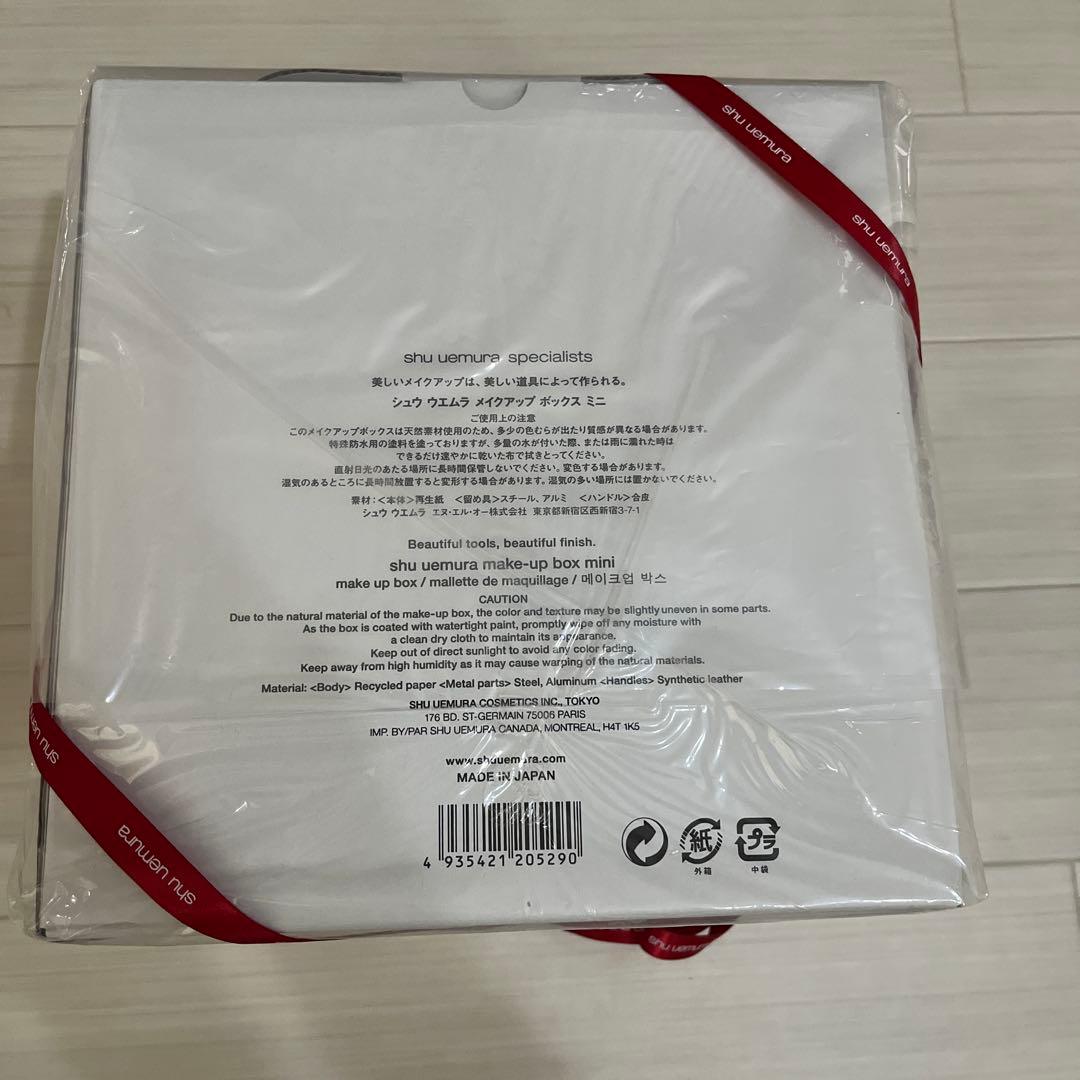 shu uemura
shu uemura
shu uemura specialists
美しいメイクアップは、美しい道具によって作られる。
シュウ ウエムラ メイクアップ ボックス ミニ
ご使用上の注意
このメイクアップボックスは天然素材使用のため、多少の色むらが出たり質感が異なる場合があります。
特殊防水用の塗料を塗っておりますが、多量の水が付いた際、または雨に濡れた時は
できるだけ速やかに乾いた布で拭きとってください。
直射日光のあたる場所に長時間保管しないでください。変色する場合があります。
湿気のあるところに長時間放置すると変形する場合があります。湿気の多い場所には置かないでください。
素材：＜本体＞再生紙 ＜留め具＞スチール、アルミ ＜ハンドル＞合皮
シュウ ウエムラ エヌ・エル・オー株式会社 東京都新宿区西新宿3-7-1
Beautiful tools, beautiful finish.
shu uemura make-up box mini
make up box / mallette de maquillage / 메이크업 박스
CAUTION
Due to the natural material of the make-up box, the color and texture may be slightly uneven in some parts.
As the box is coated with watertight paint, promptly wipe off any moisture with
a clean dry cloth to maintain its appearance.
Keep out of direct sunlight to avoid any color fading.
Keep away from high humidity as it may cause warping of the natural materials.
Material: <Body> Recycled paper <Metal parts> Steel, Aluminum <Handles> Synthetic leather
SHU UEMURA COSMETICS INC., TOKYO
176 BD. ST-GERMAIN 75006 PARIS
IMP. BY/PAR SHU UEMURA CANADA, MONTREAL, H4T 1K5
www.shuuemura.com
MADE IN JAPAN
4 935421 205290
紙
外箱
プラ
中袋
shu uemura
shu uemura
shu uemura